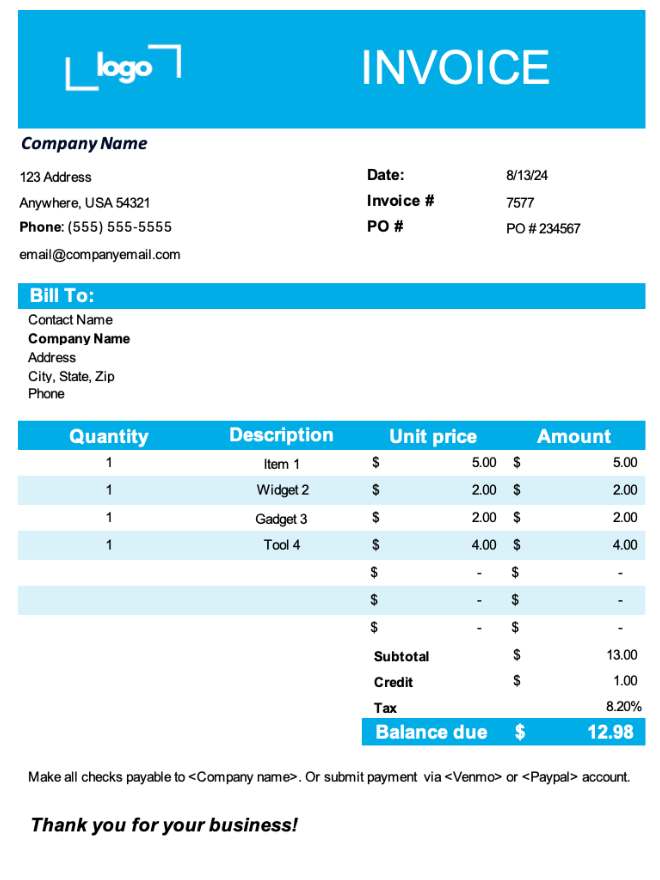 logo
INVOICE
Company Name
123 Address
Date: 8/13/24
Anywhere, USA 54321
Invoice # 7577
Phone: (555) 555-5555
PO # PO # 234567
email@companyemail.com
Bill To:
Contact Name
Company Name
Address
City, State, Zip
Phone
Quantity Description Unit price Amount
1 Item 1 $ 5.00 $ 5.00
1 Widget 2 $ 2.00 $ 2.00
1 Gadget 3 $ 2.00 $ 2.00
1 Tool 4 $ 4.00 $ 4.00
$ - $ -
$ - $ -
$ - $ -
Subtotal $ 13.00
Credit $ 1.00
Tax 8.20%
Balance due $ 12.98
Make all checks payable to <Company name>. Or submit payment via <Venmo> or <Paypal> account.
Thank you for your business!